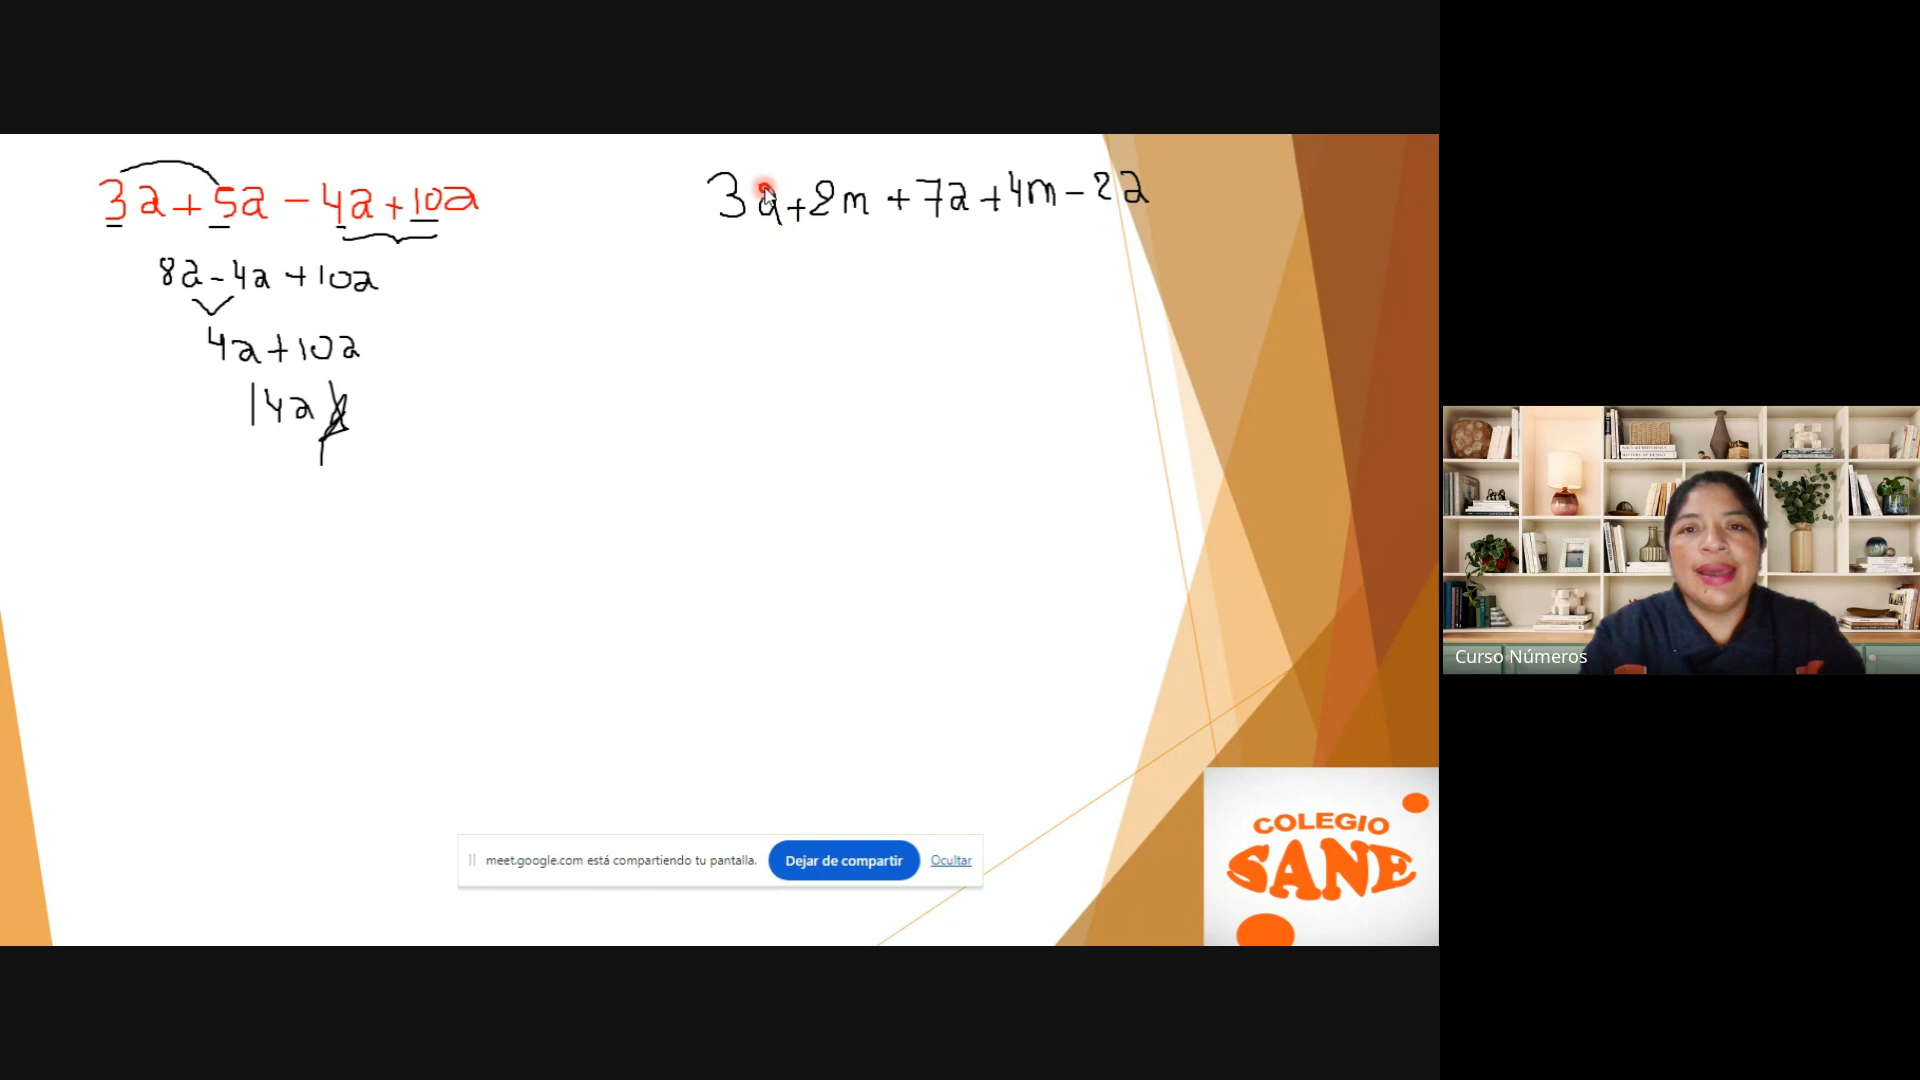 3a+5a-4a+10a
8a-4a+10a
4a+10a
14a
3a+8m+7a+4m-2a
meet.google.com está compartiendo tu pantalla.
Dejar de compartir
Ocultar
COLEGIO
SANE
Curso Números